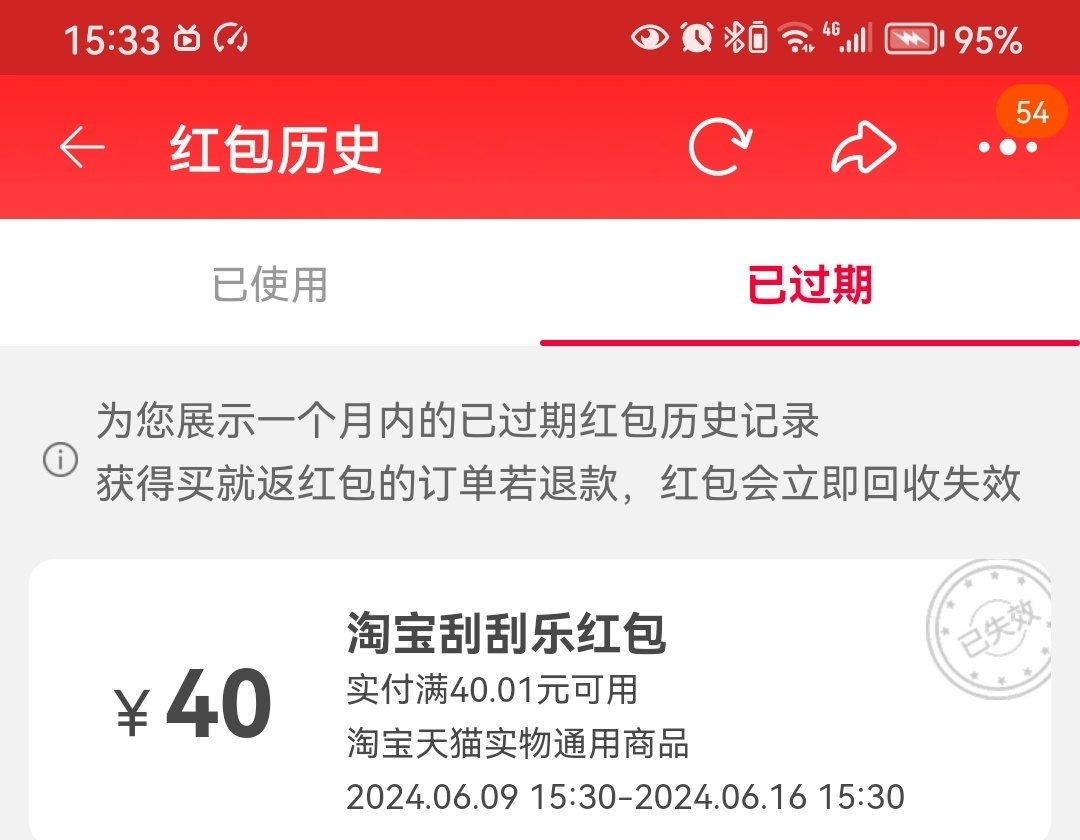 15:33
4G
95%
红包历史
54
已使用
已过期
为您展示一个月内的已过期红包历史记录
获得买就返红包的订单若退款，红包会立即回收失效
淘宝刮刮乐红包
已失效
¥40
实付满40.01元可用
淘宝天猫实物通用商品
2024.06.09 15:30-2024.06.16 15:30